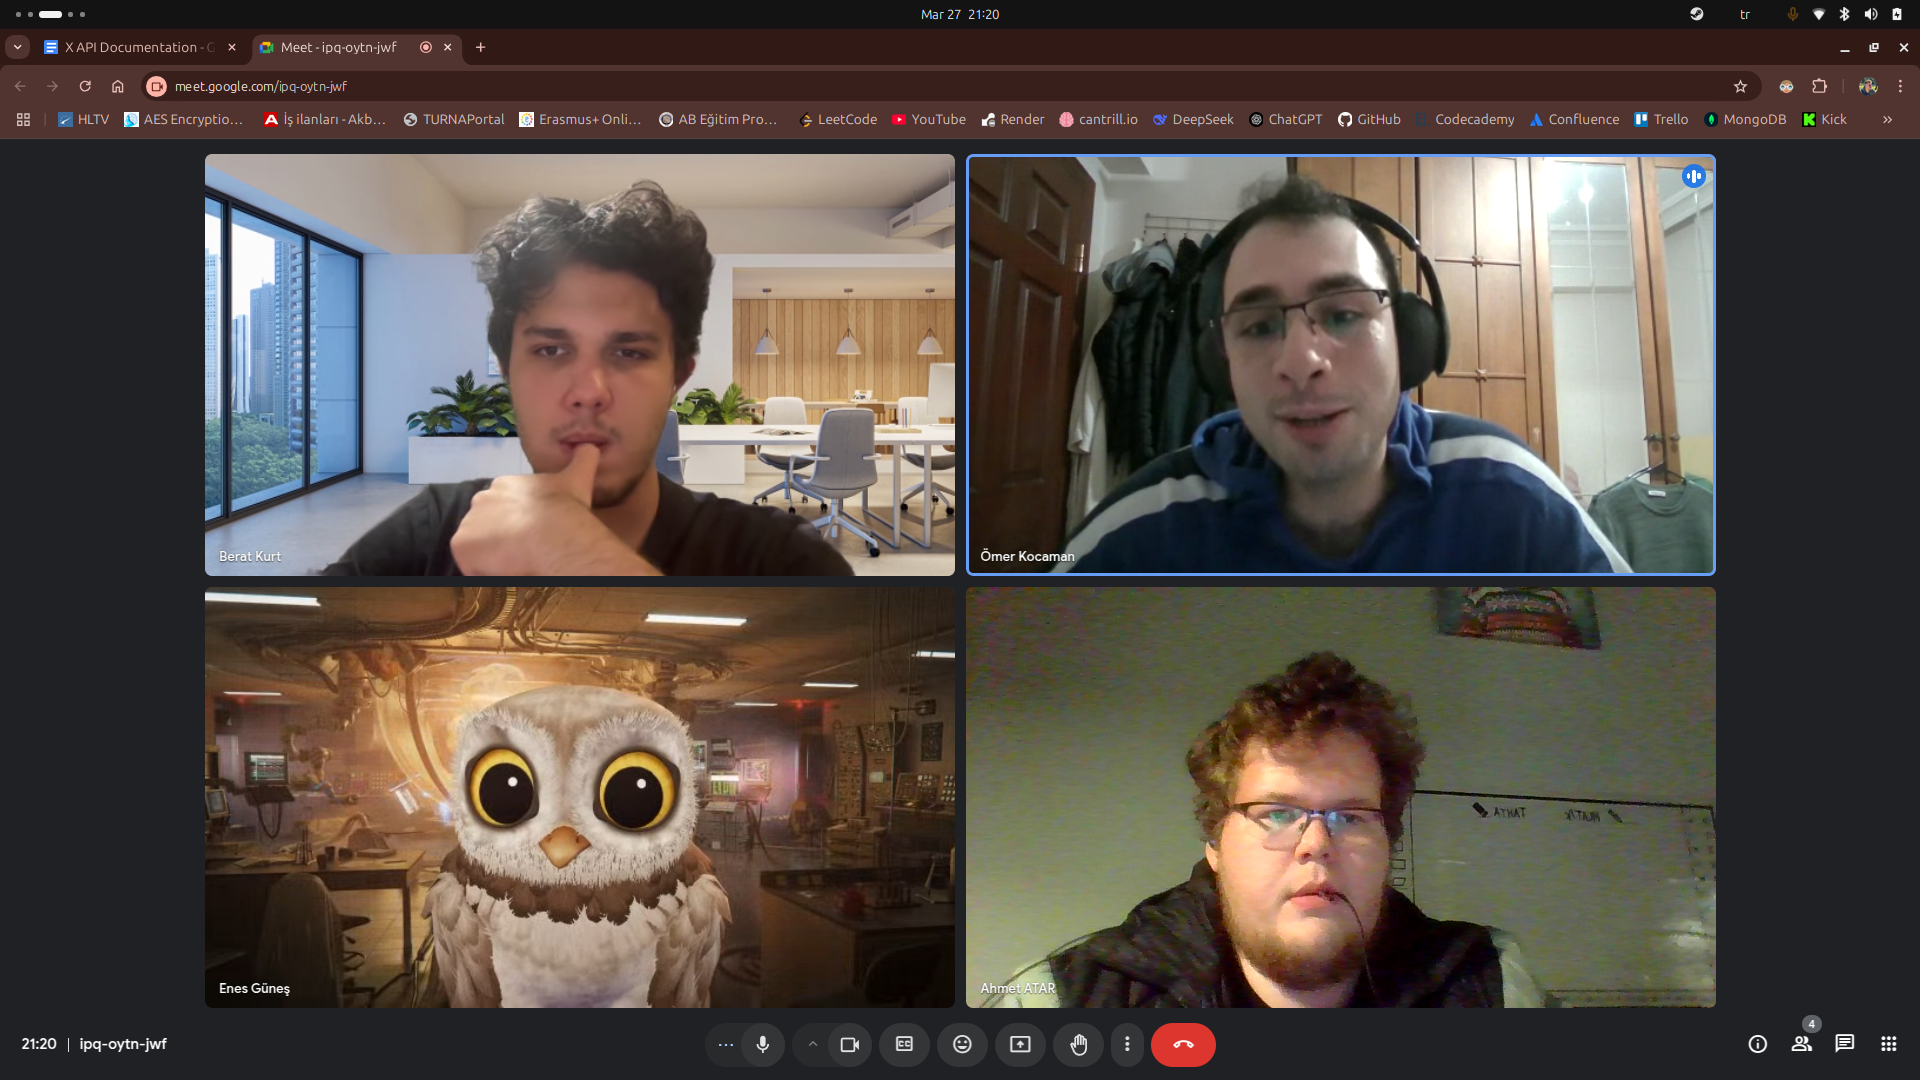 Mar 27 21:20
tr
X API Documentation - G
Meet - ipq-oytn-jwf
meet.google.com/ipq-oytn-jwf
HLTV
AES Encryptio...
İş ilanları - Akb...
TURNAPortal
Erasmus+ Onli...
AB Eğitim Pro...
LeetCode
YouTube
Render
cantrill.io
DeepSeek
ChatGPT
GitHub
Codecademy
Confluence
Trello
MongoDB
Kick
Berat Kurt
Ömer Kocaman
Enes Güneş
Ahmet ATAR
21:20 | ipq-oytn-jwf
CC
4